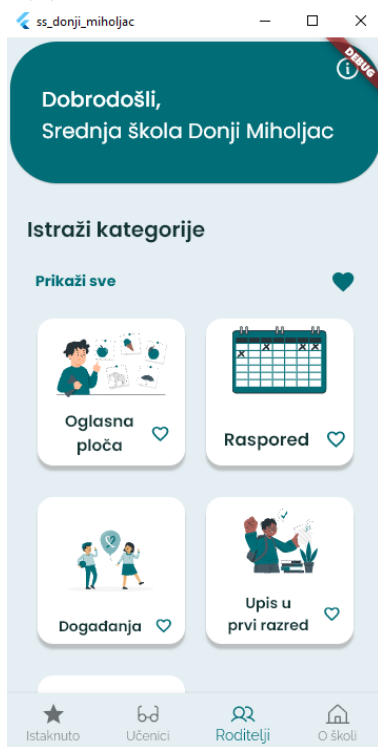 ss_donji_miholjac
DEBUG
Dobrodošli,
Srednja škola Donji Miholjac
Istraži kategorije
Prikaži sve
Oglasna
ploča
Raspored
Događanja
Upis u
prvi razred
Istaknuto
Učenici
Roditelji
O školi